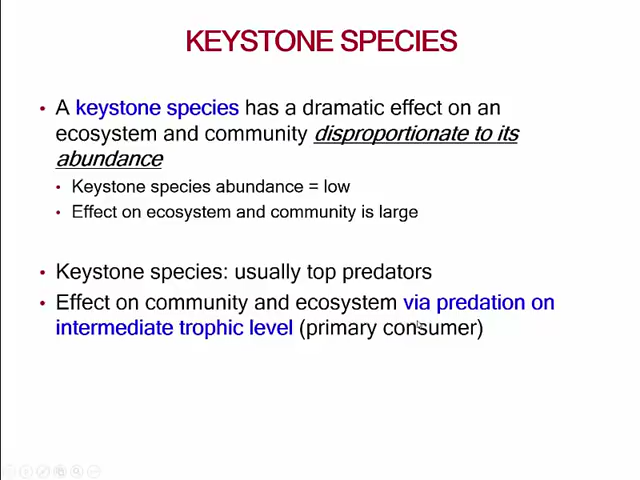 KEYSTONE SPECIES
• A keystone species has a dramatic effect on an
ecosystem and community disproportionate to its
abundance
• Keystone species abundance = low
• Effect on ecosystem and community is large
• Keystone species: usually top predators
• Effect on community and ecosystem via predation on
intermediate trophic level (primary consumer)